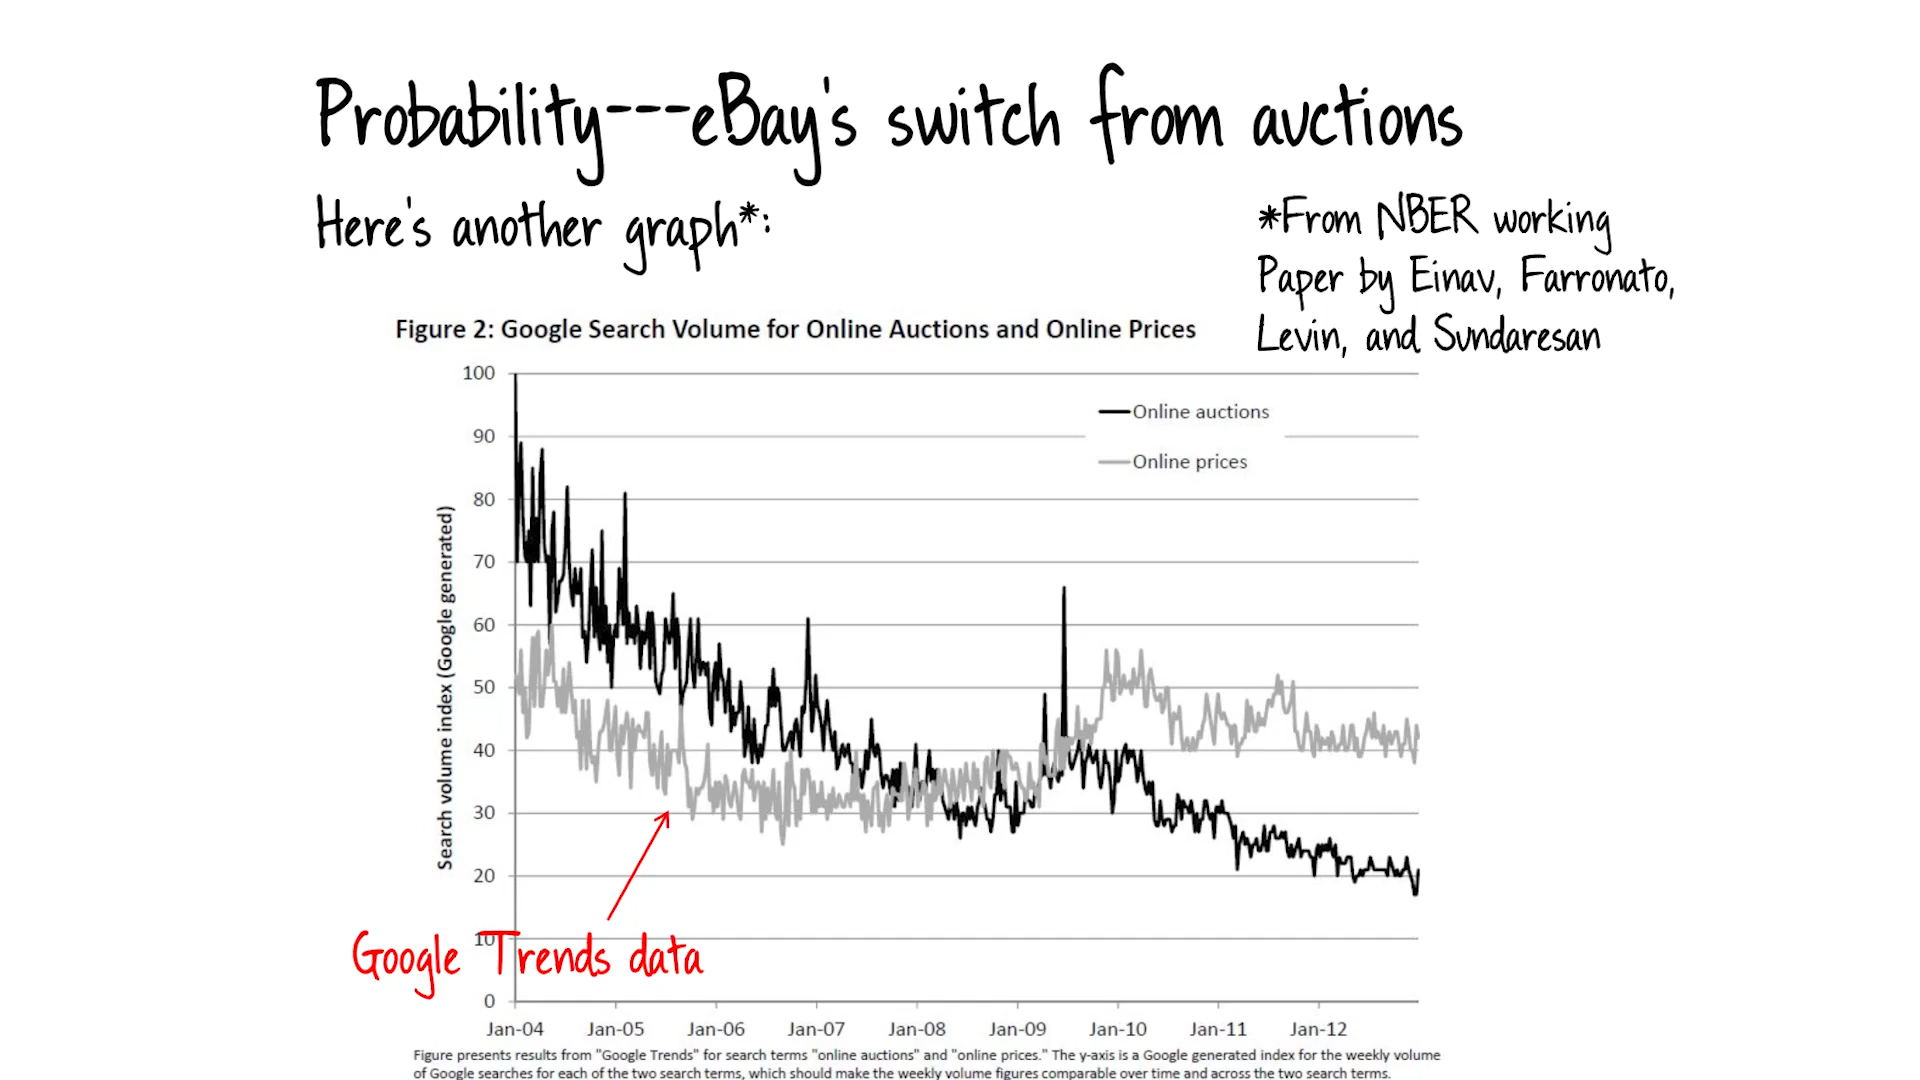 Probability---eBay's switch from auctions
Here's another graph*:
*From NBER working
Paper by Einav, Farronato,
Levin, and Sundaresan
Figure 2: Google Search Volume for Online Auctions and Online Prices
Search volume index (Google generated)
100
90
80
70
60
50
40
30
20
10
0
Online auctions
Online prices
Google Trends data
Jan-04 Jan-05 Jan-06 Jan-07 Jan-08 Jan-09 Jan-10 Jan-11 Jan-12
Figure presents results from "Google Trends" for search terms "online auctions" and "online prices." The y-axis is a Google generated index for the weekly volume
of Google searches for each of the two search terms, which should make the weekly volume figures comparable over time and across the two search terms.